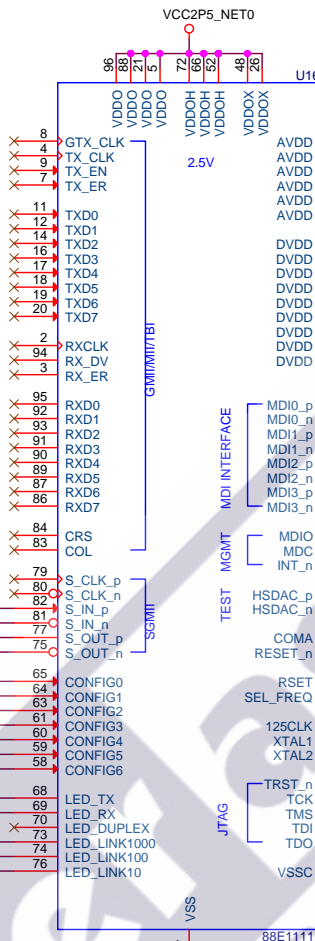 VCC2P5_NET0
96 88 21 5 72 66 52 48 26
U16
VDDO VDDO VDDO VDDO VDDOH VDDOH VDDOH VDDOX VDDOX
8 GTX_CLK AVDD
4 TX_CLK 2.5V AVDD
9 TX_EN AVDD
7 TX_ER AVDD
AVDD
11 TXD0 AVDD
12 TXD1
14 TXD2 DVDD
16 TXD3 DVDD
17 TXD4 DVDD
18 TXD5 DVDD
19 TXD6 DVDD
20 TXD7 DVDD
DVDD
2 RXCLK DVDD
94 RX_DV DVDD
3 RX_ER
GMII/MII/TBI
95 RXD0 MDI0_p
92 RXD1 MDI0_n
93 RXD2 MDI1_p
91 RXD3 MDI1_n
90 RXD4 MDI2_p
89 RXD5 MDI2_n
87 RXD6 MDI3_p
86 RXD7 MDI3_n
MDI INTERFACE
84 CRS MDIO
83 COL MDC
INT_n
MGMT
79 S_CLK_p
80 S_CLK_n HSDAC_p
82 S_IN_p HSDAC_n
81 S_IN_n
77 S_OUT_p COMA
75 S_OUT_n RESET_n
SGMII
TEST
65 CONFIG0 RSET
64 CONFIG1 SEL_FREQ
63 CONFIG2
61 CONFIG3 125CLK
60 CONFIG4 XTAL1
59 CONFIG5 XTAL2
58 CONFIG6
TRST_n
68 LED_TX TCK
69 LED_RX TMS
70 LED_DUPLEX TDI
73 LED_LINK1000 TDO
74 LED_LINK100
76 LED_LINK10 VSSC
JTAG
VSS
88E1111